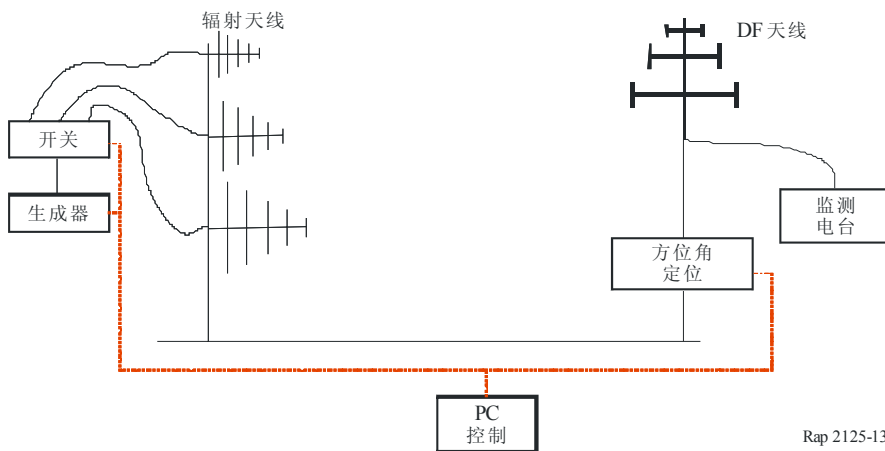 辐射天线
DF 天线
开关
生成器
监测
电台
方位角
定位
PC
控制
Rap 2125-13